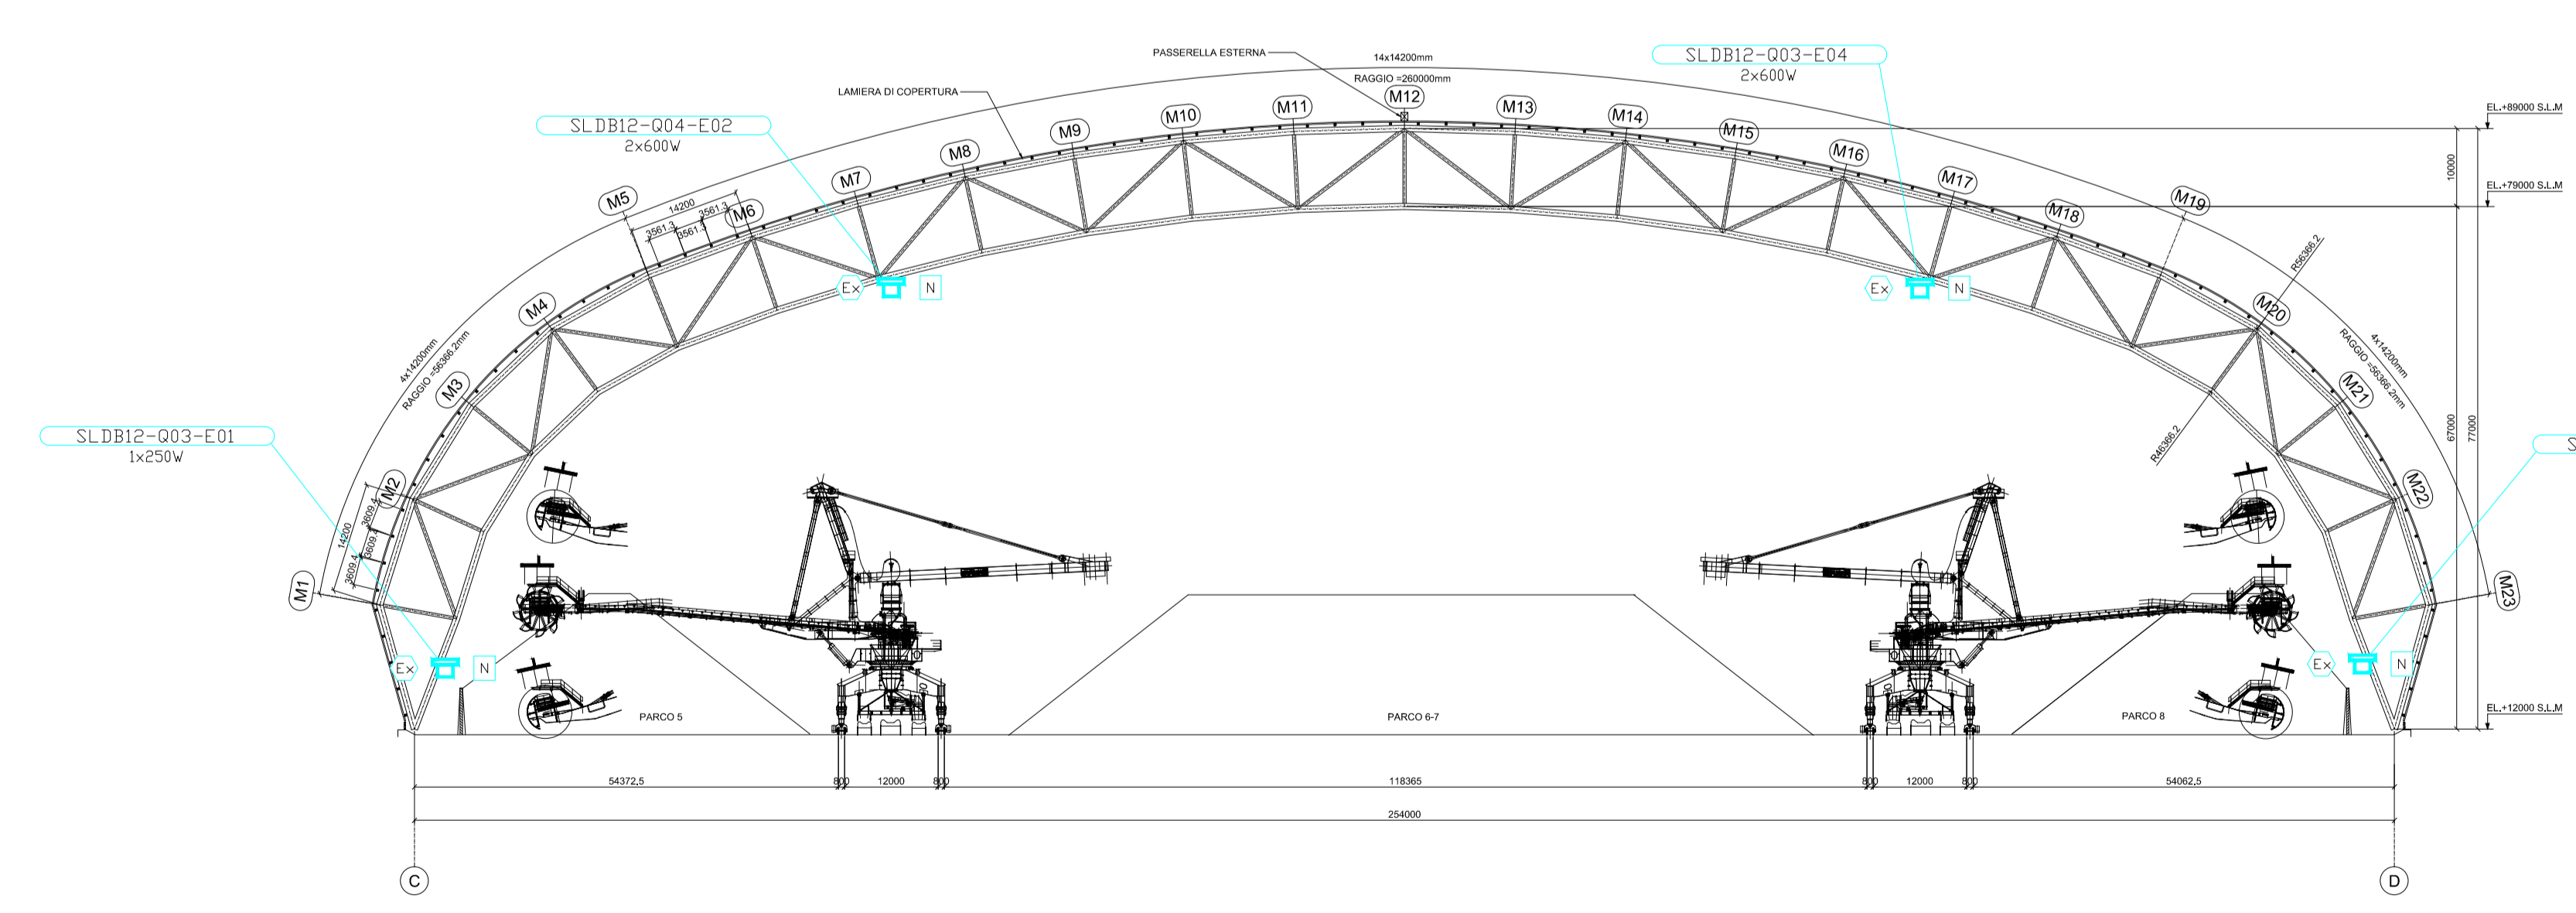 PASSERELLA ESTERNA
14x14200mm
RAGGIO =260000mm
SLDB12-Q03-E04
2x600W
LAMIERA DI COPERTURA
SLDB12-Q04-E02
2x600W
EL.+89000 S.L.M
M12
M11
M13
M10
M14
M9
M15
M8
M16
M7
M17
EL.+79000 S.L.M
10000
M5
14200
3561.3
M6
3561.3
3561.3
M18
M19
R56366.2
Ex
N
Ex
N
M4
M20
4x14200mm
RAGGIO =56366.2mm
4x14200mm
RAGGIO =56366.2mm
M3
M21
SLDB12-Q03-E01
1x250W
R46366.2
67000
77000
S
M2
M22
14200
3609.4
3609.4
3609.4
M1
M23
Ex
N
Ex
N
PARCO 5
PARCO 6-7
PARCO 8
EL.+12000 S.L.M
54372,5
800
12000
800
118365
800
12000
800
54062,5
254000
C
D